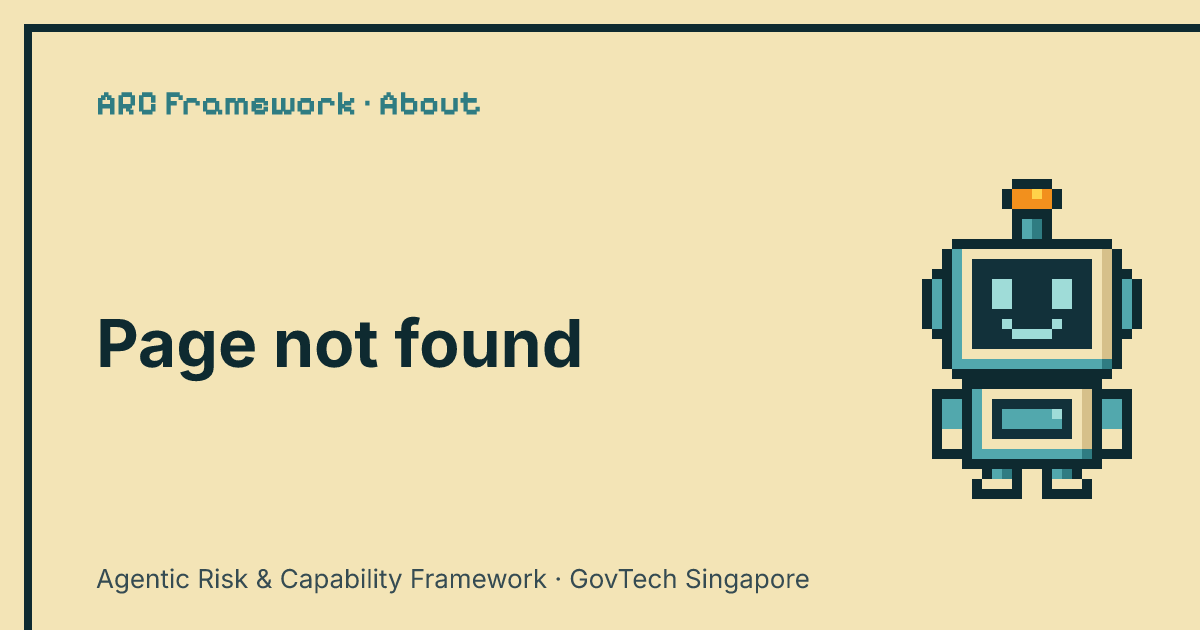 ARC Framework · About
Page not found
Agentic Risk & Capability Framework · GovTech Singapore